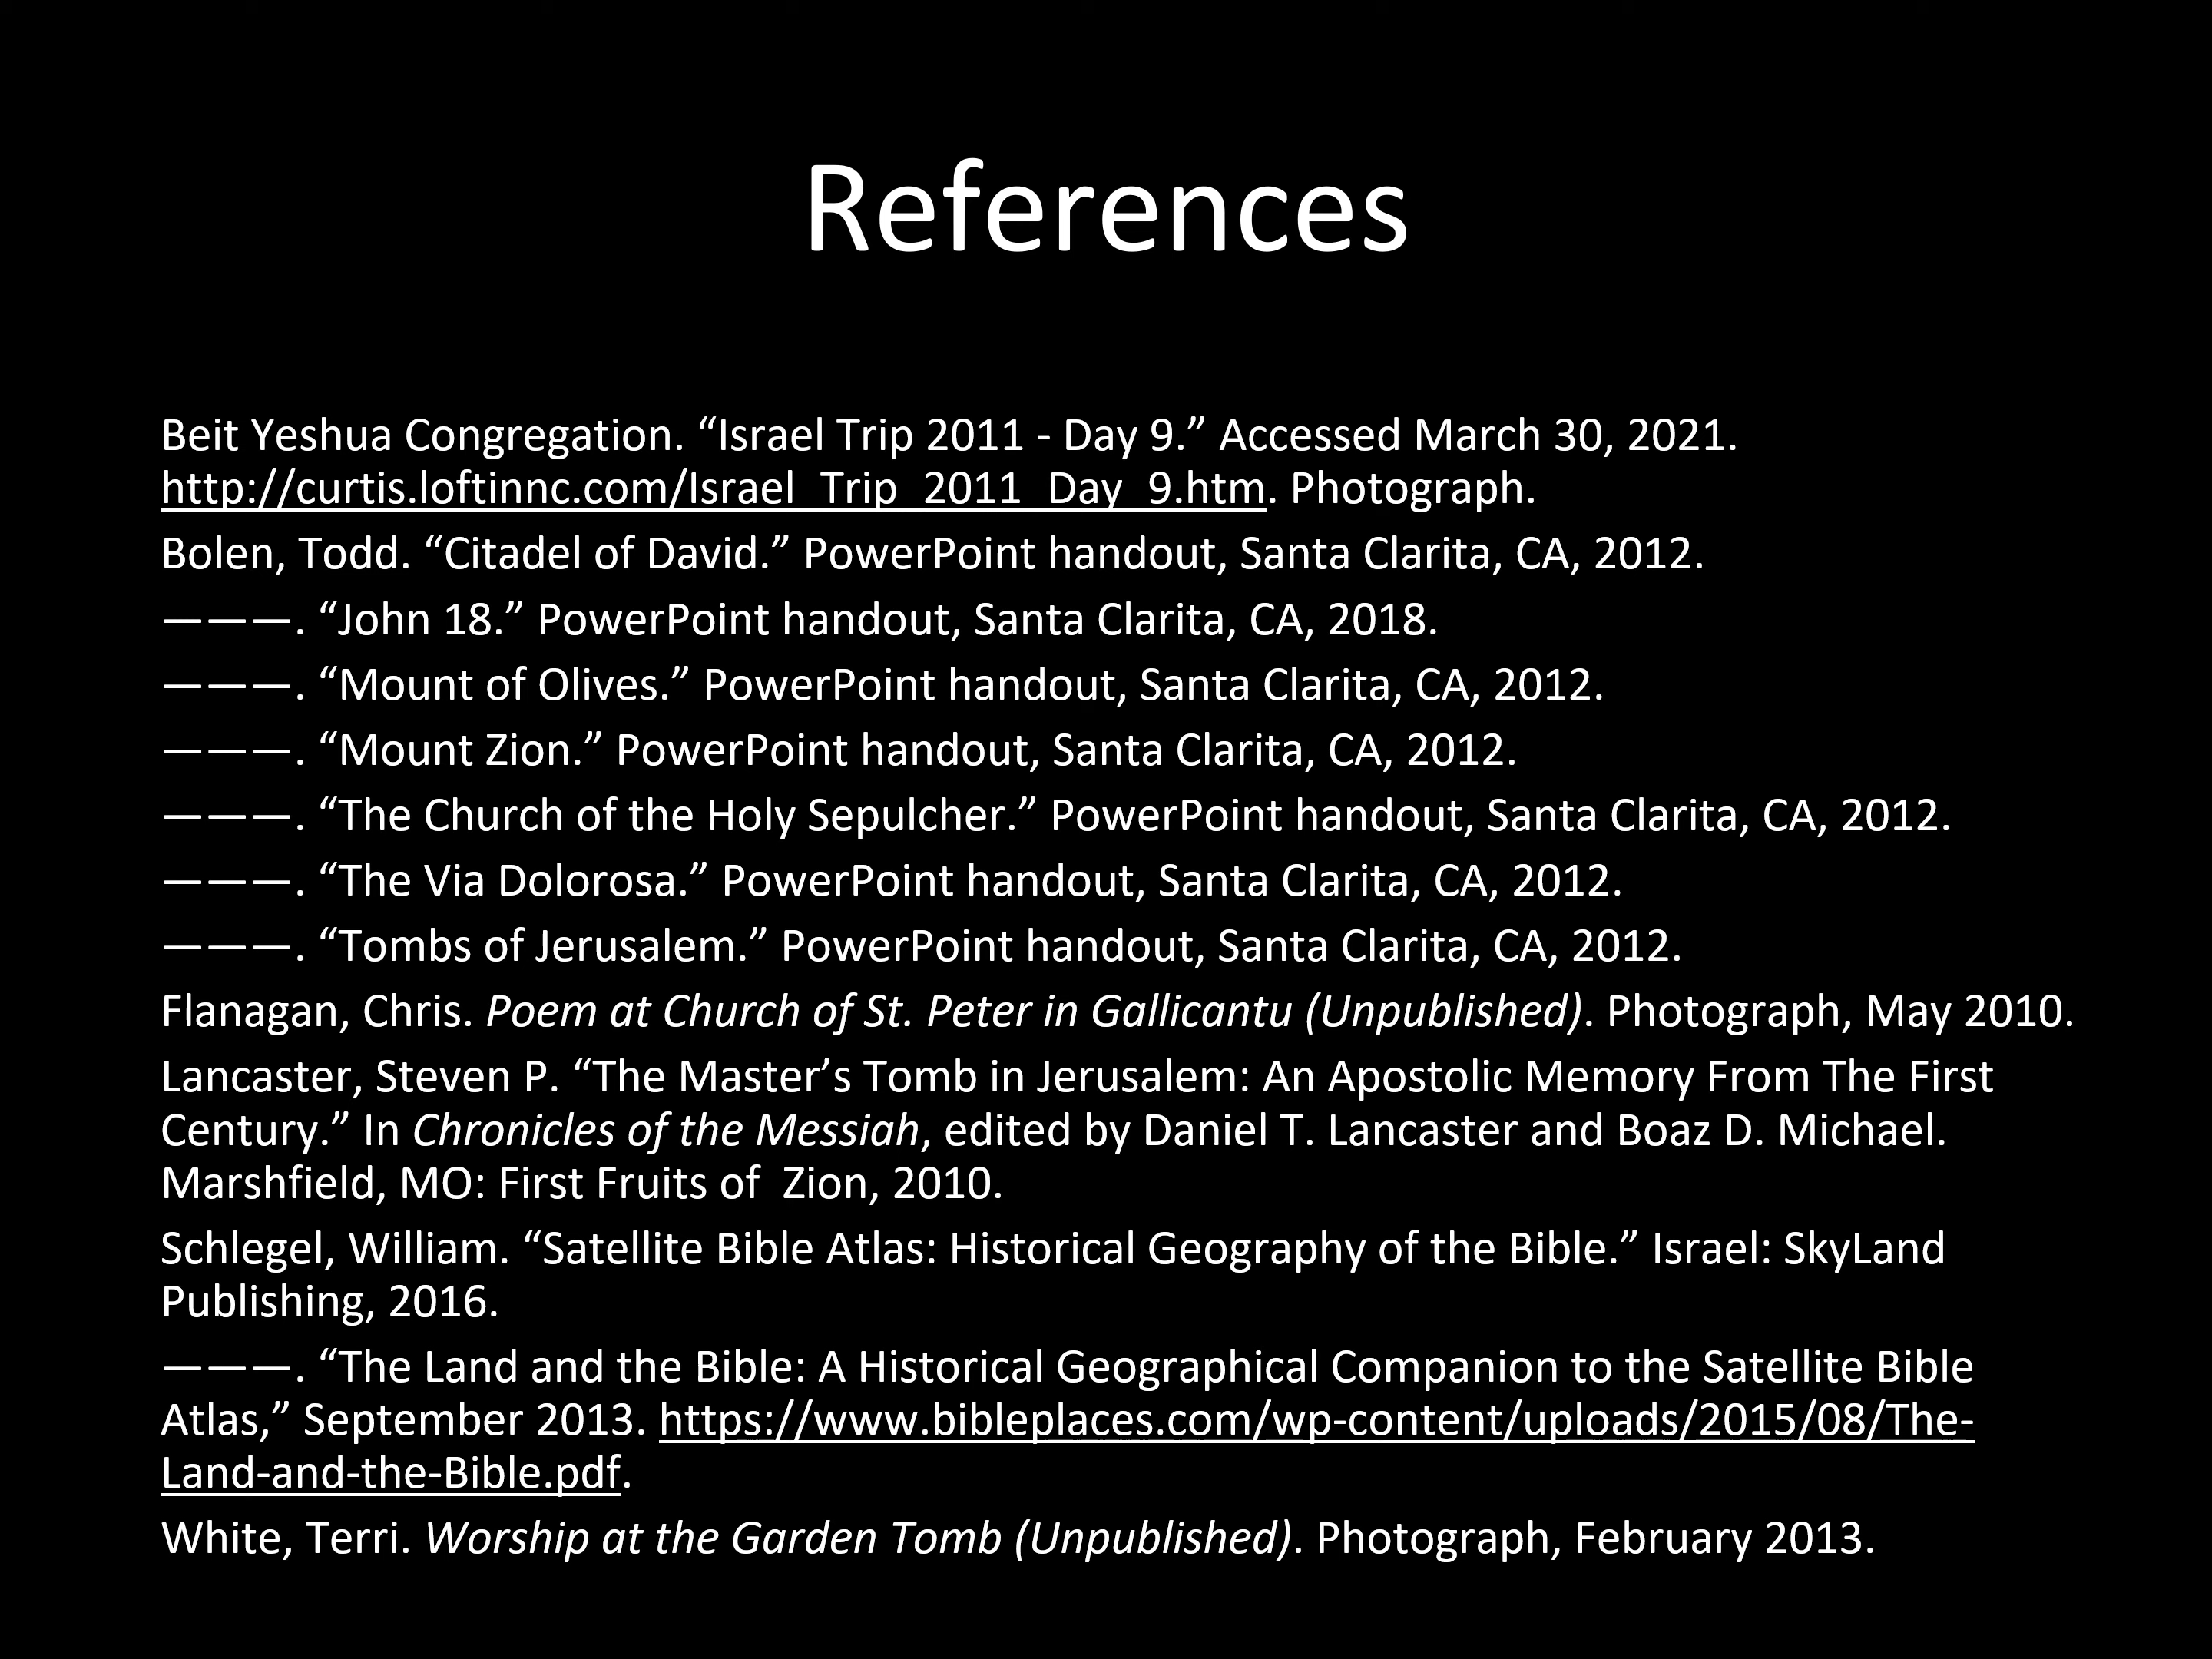 References
Beit Yeshua Congregation. “Israel Trip 2011 - Day 9.” Accessed March 30, 2021.
http://curtis.loftinnc.com/Israel_Trip_2011_Day_9.htm. Photograph.
Bolen, Todd. “Citadel of David.” PowerPoint handout, Santa Clarita, CA, 2012.
———. “John 18.” PowerPoint handout, Santa Clarita, CA, 2018.
———. “Mount of Olives.” PowerPoint handout, Santa Clarita, CA, 2012.
———. “Mount Zion.” PowerPoint handout, Santa Clarita, CA, 2012.
———. “The Church of the Holy Sepulcher.” PowerPoint handout, Santa Clarita, CA, 2012.
———. “The Via Dolorosa.” PowerPoint handout, Santa Clarita, CA, 2012.
———. “Tombs of Jerusalem.” PowerPoint handout, Santa Clarita, CA, 2012.
Flanagan, Chris. Poem at Church of St. Peter in Gallicantu (Unpublished). Photograph, May 2010.
Lancaster, Steven P. “The Master’s Tomb in Jerusalem: An Apostolic Memory From The First
Century.” In Chronicles of the Messiah, edited by Daniel T. Lancaster and Boaz D. Michael.
Marshfield, MO: First Fruits of  Zion, 2010.
Schlegel, William. “Satellite Bible Atlas: Historical Geography of the Bible.” Israel: SkyLand
Publishing, 2016.
———. “The Land and the Bible: A Historical Geographical Companion to the Satellite Bible
Atlas,” September 2013. https://www.bibleplaces.com/wp-content/uploads/2015/08/The-
Land-and-the-Bible.pdf.
White, Terri. Worship at the Garden Tomb (Unpublished). Photograph, February 2013.